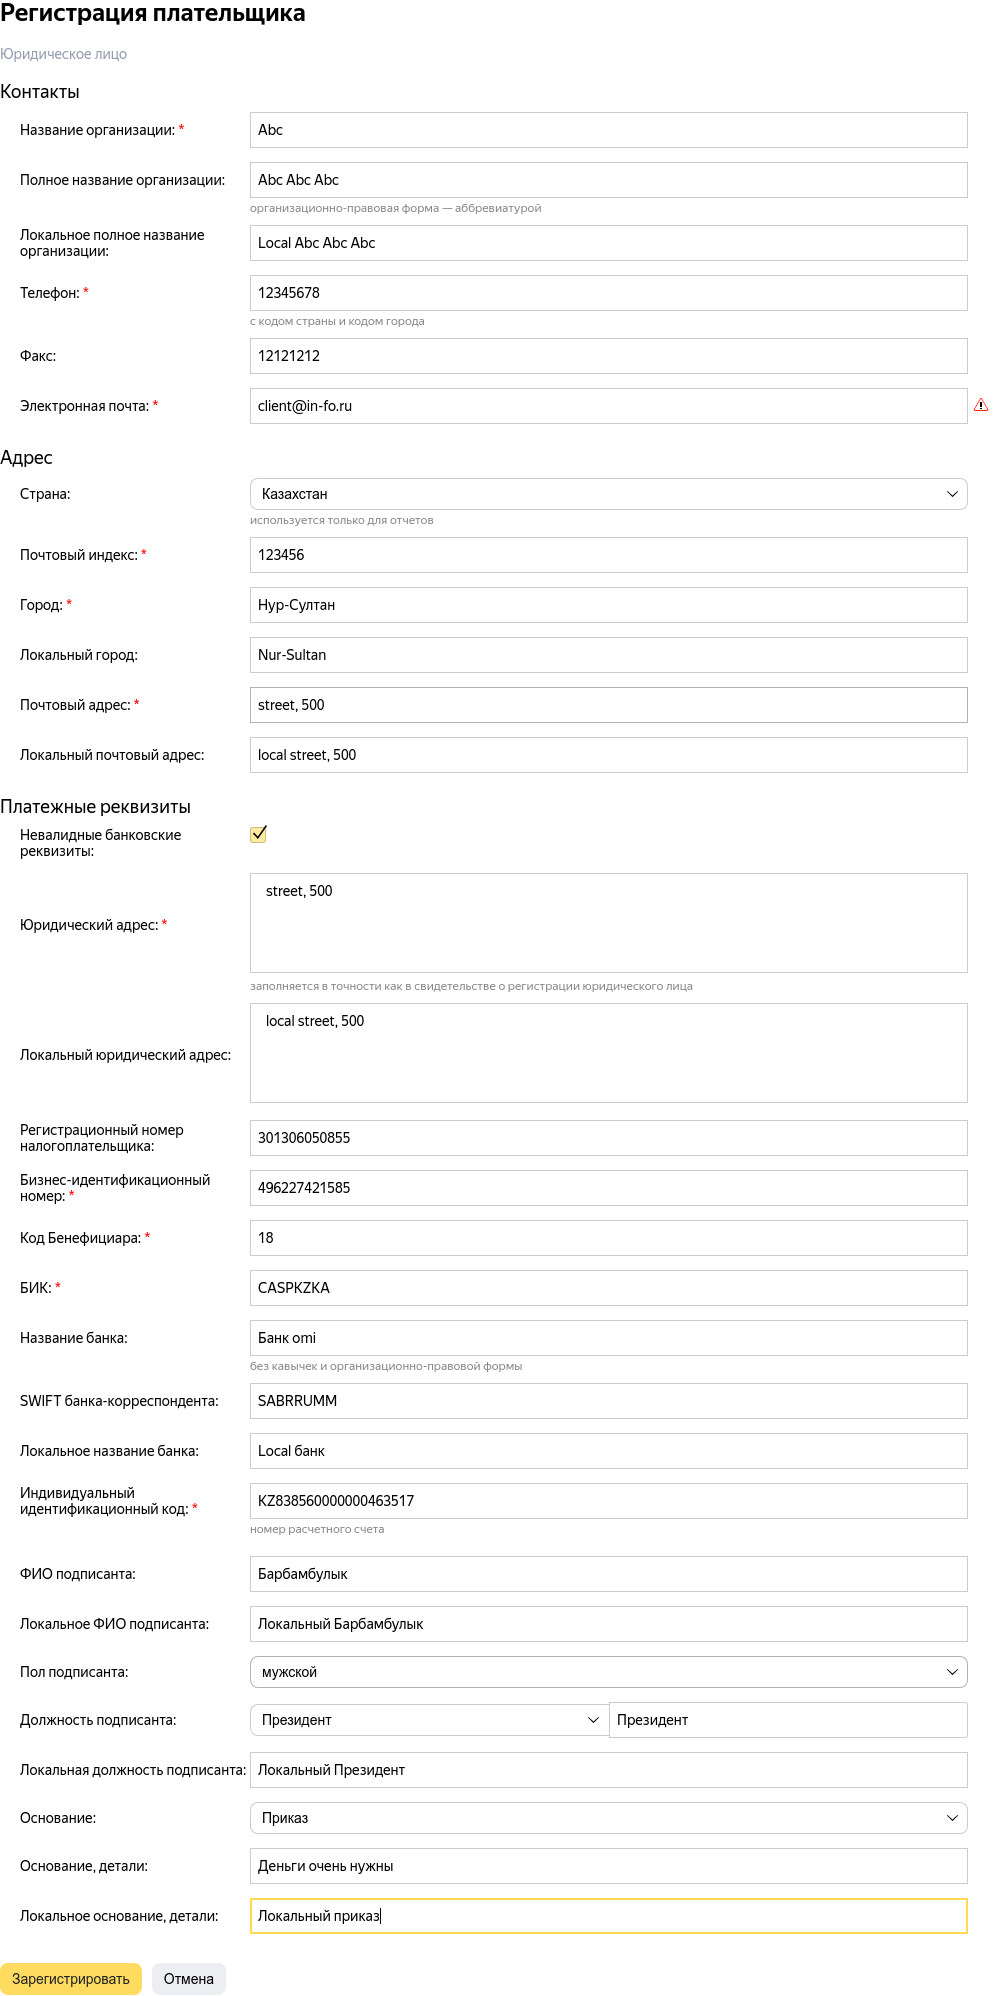 Регистрация плательщика
Юридическое лицо
Контакты
Название организации: *
Abc
Полное название организации:
Abc Abc Abc
организационно-правовая форма — аббревиатурой
Локальное полное название
организации:
Local Abc Abc Abc
Телефон: *
12345678
с кодом страны и кодом города
Факс:
12121212
Электронная почта: *
client@in-fo.ru
Адрес
Страна:
Казахстан
используется только для отчетов
Почтовый индекс: *
123456
Город: *
Нур-Султан
Локальный город:
Nur-Sultan
Почтовый адрес: *
street, 500
Локальный почтовый адрес:
local street, 500
Платежные реквизиты
Невалидные банковские
реквизиты:
Юридический адрес: *
street, 500
заполняется в точности как в свидетельстве о регистрации юридического лица
Локальный юридический адрес:
local street, 500
Регистрационный номер
налогоплательщика:
301306050855
Бизнес-идентификационный
номер: *
496227421585
Код Бенефициара: *
18
БИК: *
CASPKZKA
Название банка:
Банк omi
без кавычек и организационно-правовой формы
SWIFT банка-корреспондента:
SABRRUMM
Локальное название банка:
Local банк
Индивидуальный
идентификационный код: *
KZ838560000000463517
номер расчетного счета
ФИО подписанта:
Барбамбулык
Локальное ФИО подписанта:
Локальный Барбамбулык
Пол подписанта:
мужской
Должность подписанта:
Президент
Президент
Локальная должность подписанта:
Локальный Президент
Основание:
Приказ
Основание, детали:
Деньги очень нужны
Локальное основание, детали:
Локальный приказ
Зарегистрировать
Отмена